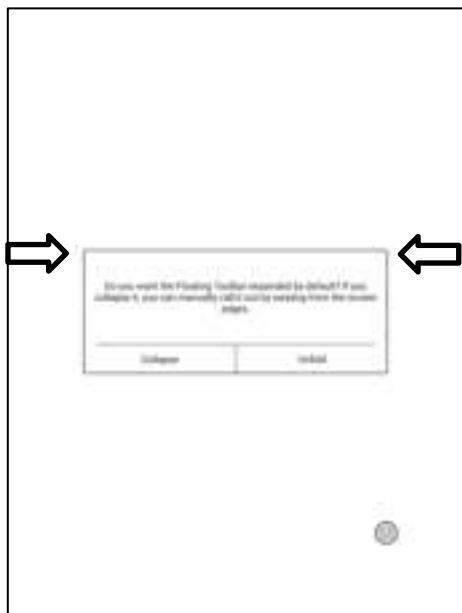 Do you want the Floating Toolbar expanded by default? If you
collapse it, you can manually call it out by swiping from the screen
edges.
Collapse
Unfold